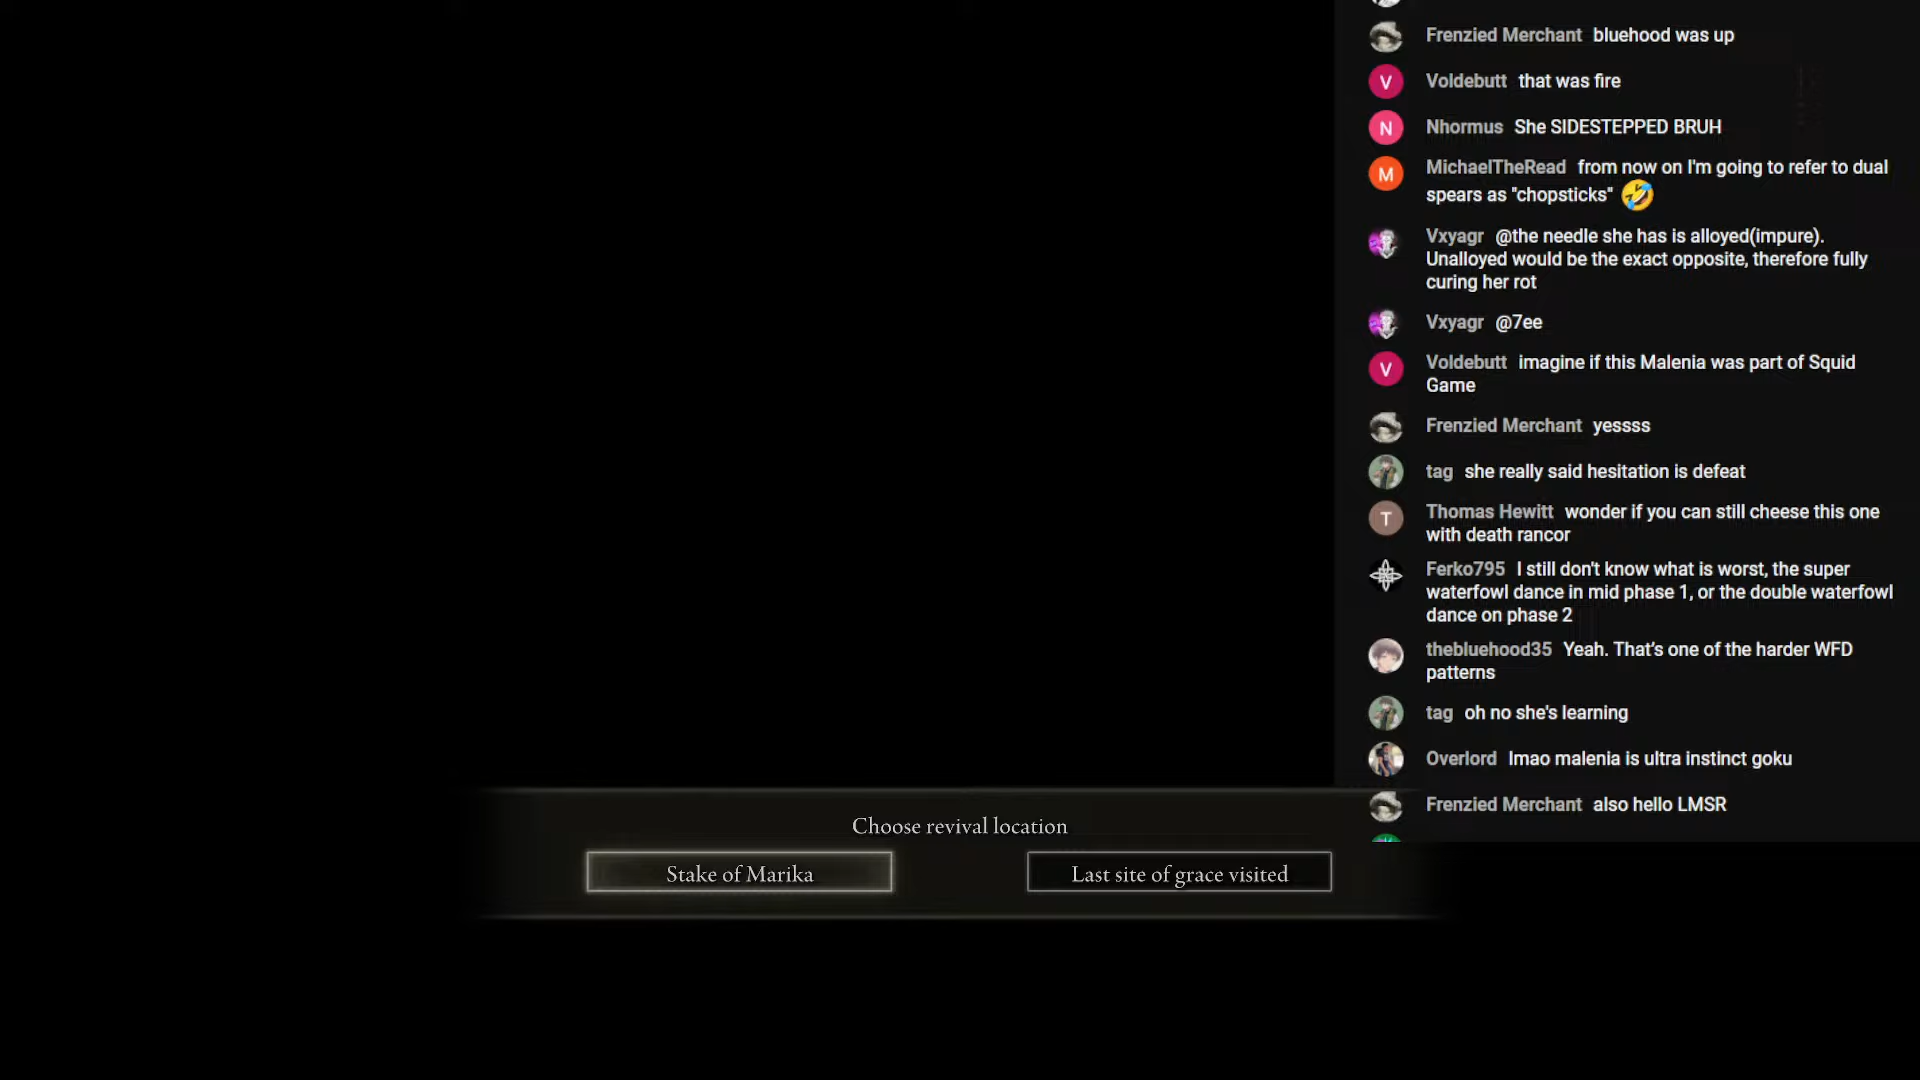 Frenzied Merchant bluehood was up
V Voldebutt that was fire
N Nhormus She SIDESTEPPED BRUH
M MichaelTheRead from now on I'm going to refer to dual
spears as "chopsticks" 🤣
Vxyagr @the needle she has is alloyed(impure).
Unalloyed would be the exact opposite, therefore fully
curing her rot
Vxyagr @7ee
V Voldebutt imagine if this Malenia was part of Squid
Game
Frenzied Merchant yessss
tag she really said hesitation is defeat
T Thomas Hewitt wonder if you can still cheese this one
with death rancor
Ferko795 I still don't know what is worst, the super
waterfowl dance in mid phase 1, or the double waterfowl
dance on phase 2
thebluehood35 Yeah. That's one of the harder WFD
patterns
tag oh no she's learning
Overlord lmao malenia is ultra instinct goku
Frenzied Merchant also hello LMSR
Choose revival location
Stake of Marika
Last site of grace visited